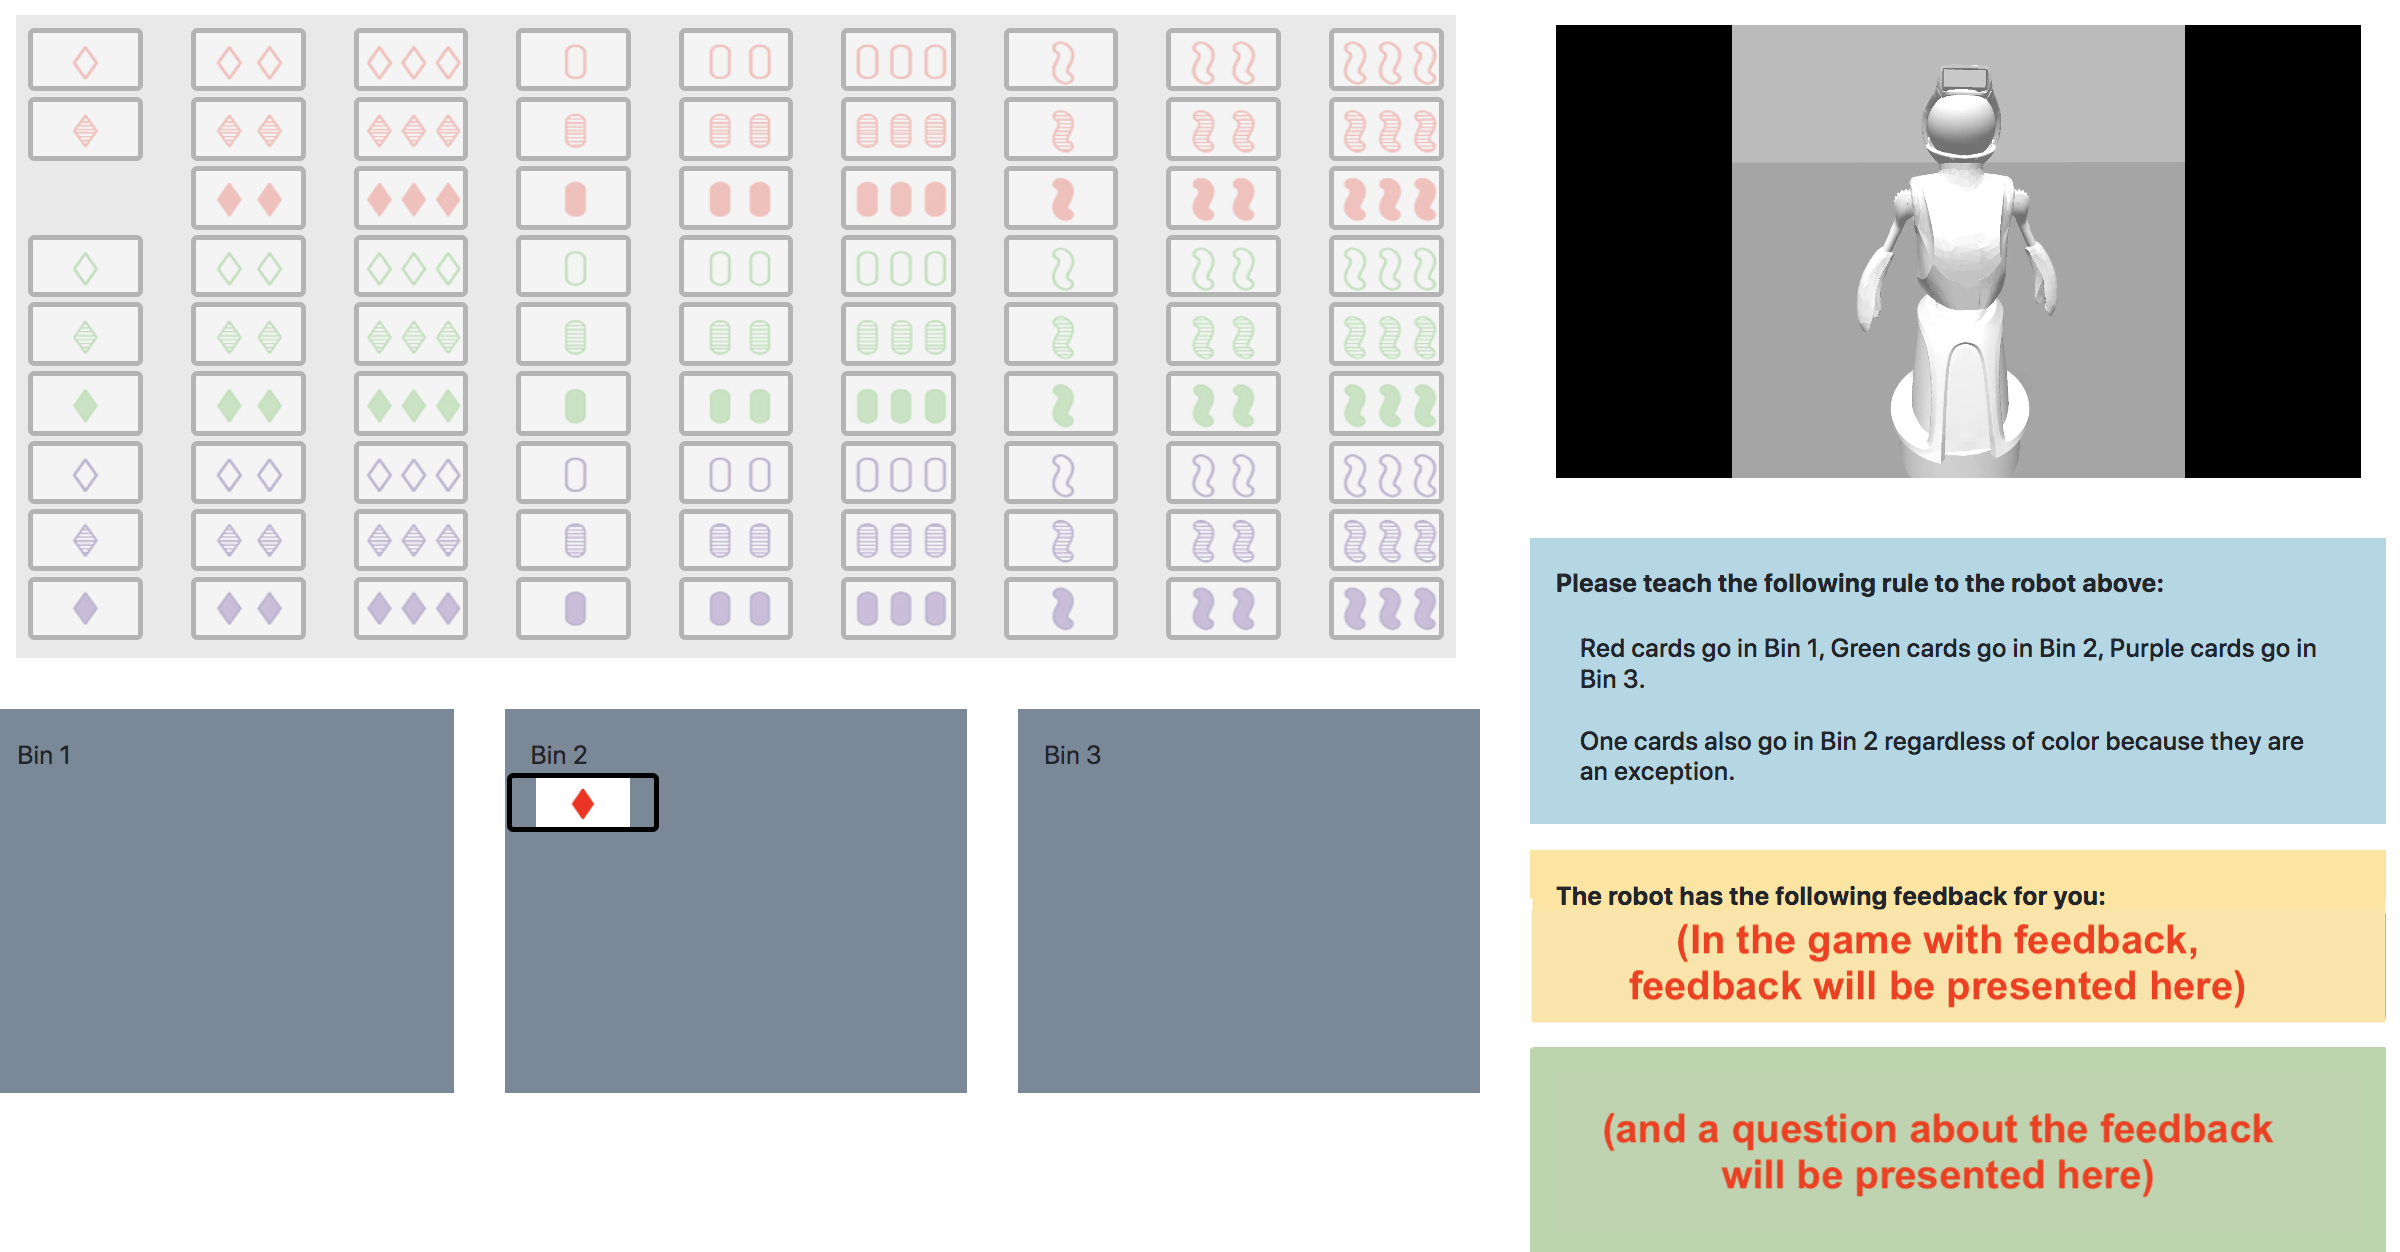 Bin 1
Bin 2
Bin 3
Please teach the following rule to the robot above:
Red cards go in Bin 1, Green cards go in Bin 2, Purple cards go in
Bin 3.
One cards also go in Bin 2 regardless of color because they are
an exception.
The robot has the following feedback for you:
(In the game with feedback,
feedback will be presented here)
(and a question about the feedback
will be presented here)